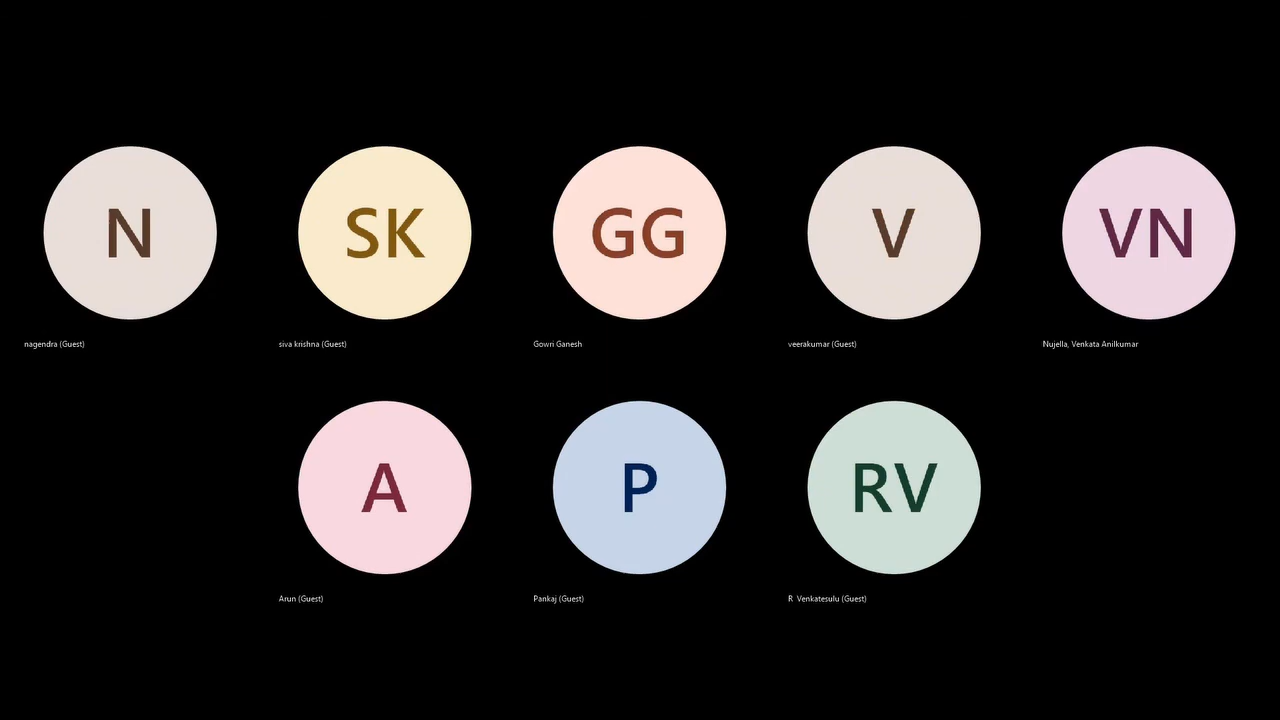 N
SK
GG
V
VN
nagendra (Guest)
siva krishna (Guest)
Gowri Ganesh
veerakumar (Guest)
Nujella, Venkata Anilkumar
A
P
RV
Arun (Guest)
Pankaj (Guest)
R Venkatesulu (Guest)